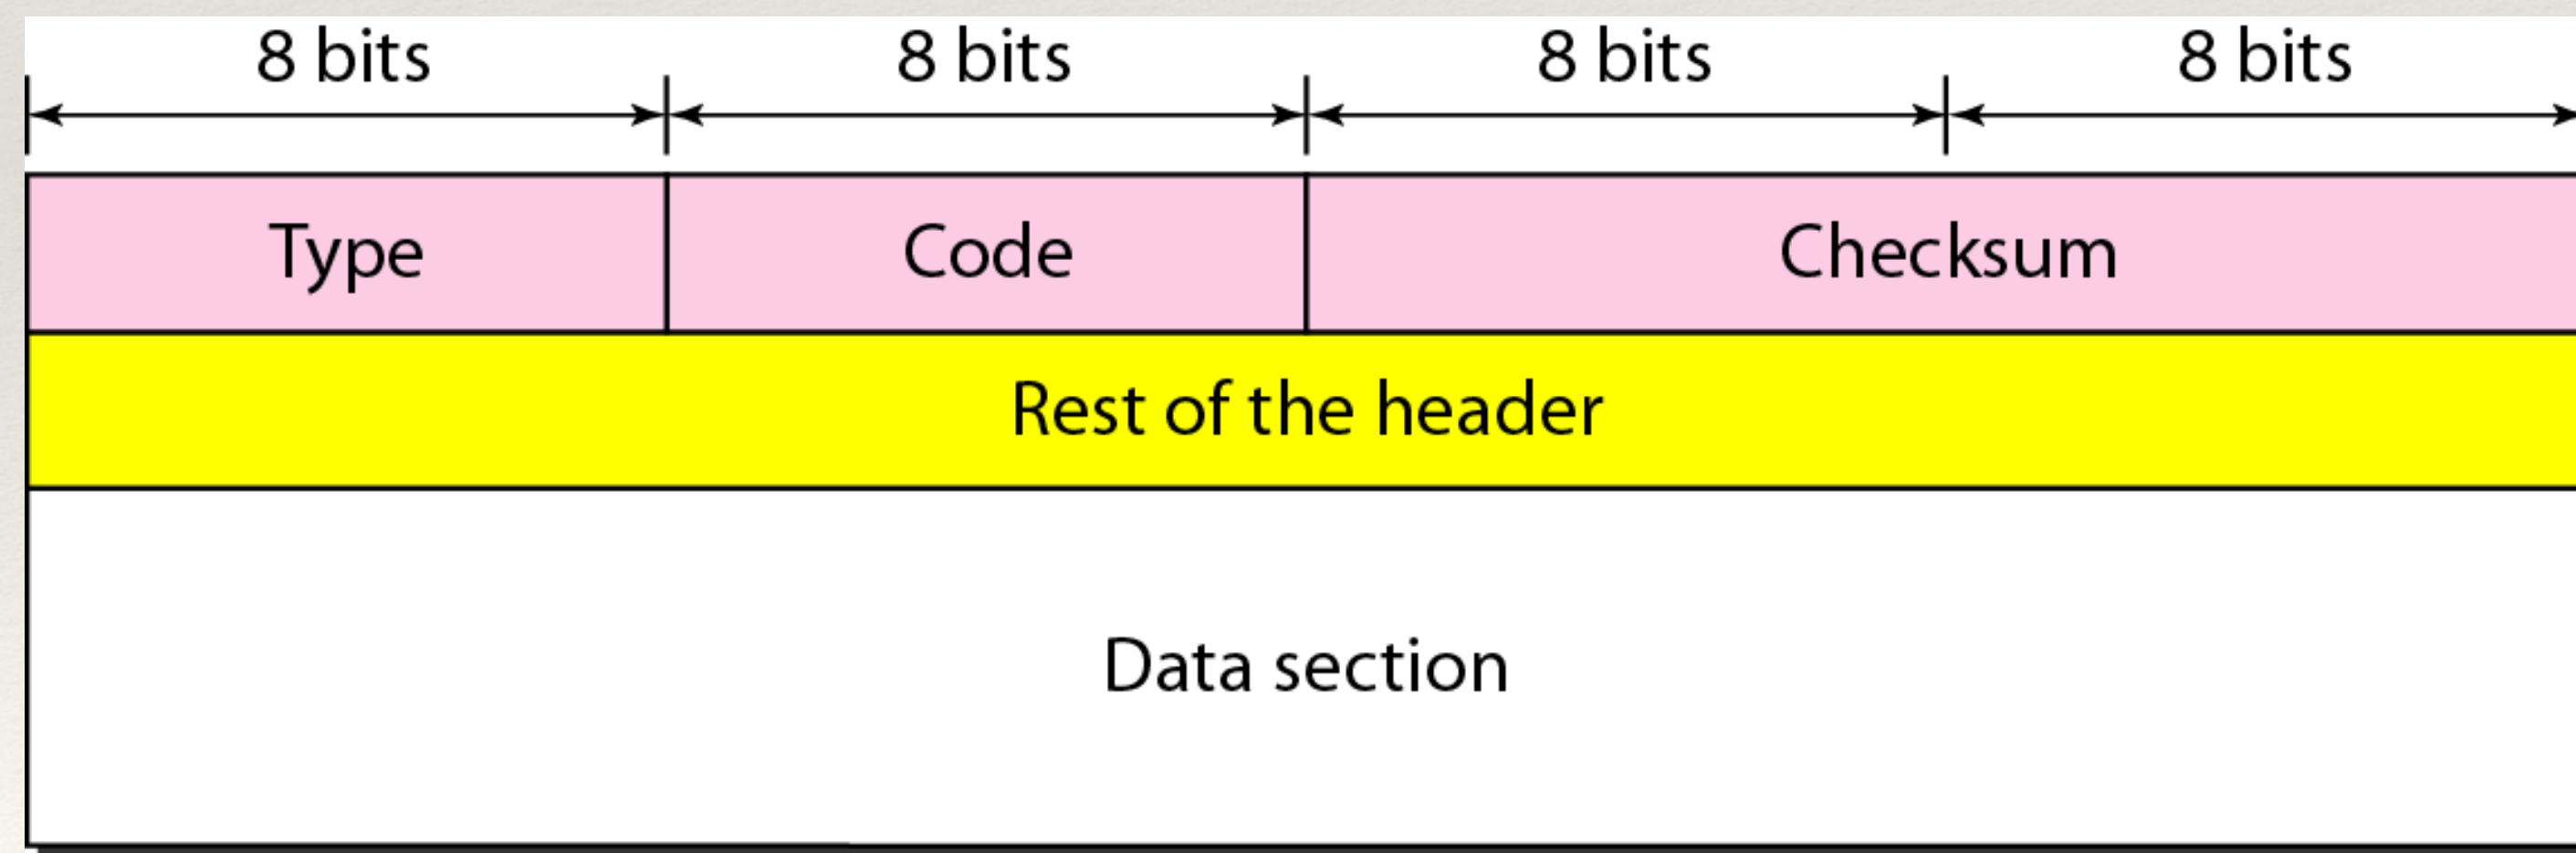 8 bits 8 bits 8 bits 8 bits
Type Code Checksum
Rest of the header
Data section